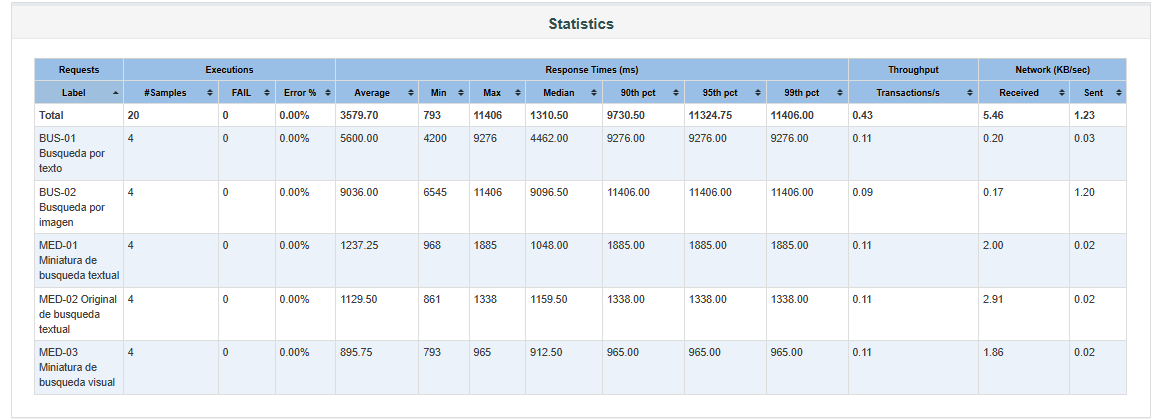 Statistics
Requests Executions Response Times (ms) Throughput Network (KB/sec)
Label #Samples FAIL Error % Average Min Max Median 90th pct 95th pct 99th pct Transactions/s Received Sent
Total 20 0 0.00% 3579.70 793 11406 1310.50 9730.50 11324.75 11406.00 0.43 5.46 1.23
BUS-01 4 0 0.00% 5600.00 4200 9276 4462.00 9276.00 9276.00 9276.00 0.11 0.20 0.03
Busqueda por
texto
BUS-02 4 0 0.00% 9036.00 6545 11406 9096.50 11406.00 11406.00 11406.00 0.09 0.17 1.20
Busqueda por
imagen
MED-01 4 0 0.00% 1237.25 968 1885 1048.00 1885.00 1885.00 1885.00 0.11 2.00 0.02
Miniatura de
busqueda textual
MED-02 Original 4 0 0.00% 1129.50 861 1338 1159.50 1338.00 1338.00 1338.00 0.11 2.91 0.02
de busqueda
textual
MED-03 4 0 0.00% 895.75 793 965 912.50 965.00 965.00 965.00 0.11 1.86 0.02
Miniatura de
busqueda visual